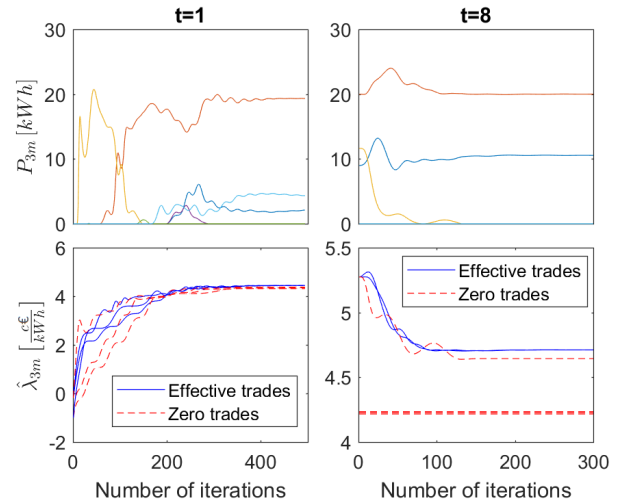 t=1
t=8
P3m [kWh]
30
20
10
0
30
20
10
0
λ̂3m [c€/kWh]
6
4
2
0
-2
5.5
5
4.5
4
Effective trades
Zero trades
Effective trades
Zero trades
0
200
400
0
100
200
300
Number of iterations
Number of iterations